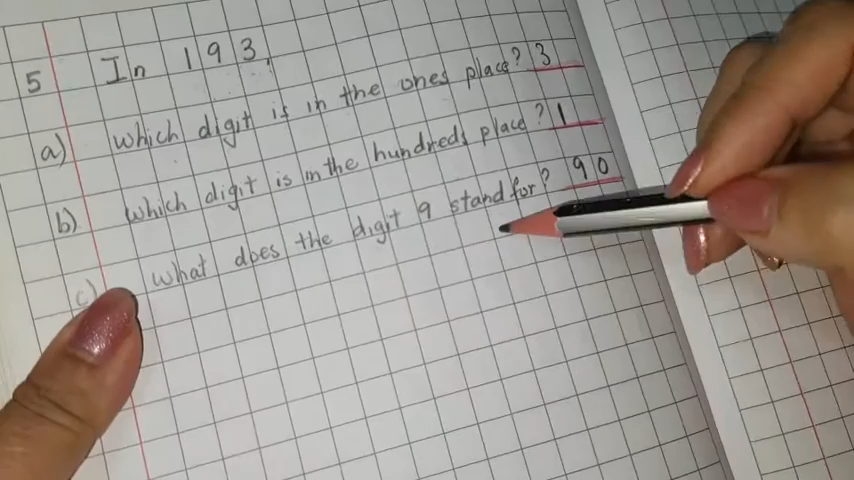 5 In 193,
a) which digit is in the ones place? 3
b) which digit is in the hundreds place? 1
c) what does the digit 9 stand for? 90